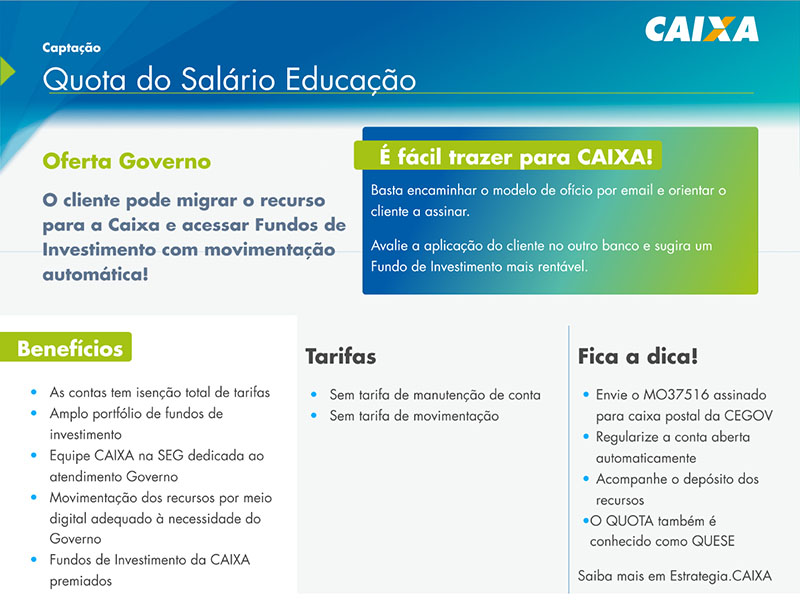 CAIXA
Captação
Quota do Salário Educação
Oferta Governo
O cliente pode migrar o recurso
para a Caixa e acessar Fundos de
Investimento com movimentação
automática!
É fácil trazer para CAIXA!
Basta encaminhar o modelo de ofício por email e orientar o
cliente a assinar.
Avalie a aplicação do cliente no outro banco e sugira um
Fundo de Investimento mais rentável.
Benefícios
• As contas tem isenção total de tarifas
• Amplo portfólio de fundos de
investimento
• Equipe CAIXA na SEG dedicada ao
atendimento Governo
• Movimentação dos recursos por meio
digital adequado à necessidade do
Governo
• Fundos de Investimento da CAIXA
premiados
Tarifas
• Sem tarifa de manutenção de conta
• Sem tarifa de movimentação
Fica a dica!
• Envie o MO37516 assinado
para caixa postal da CEGOV
• Regularize a conta aberta
automaticamente
• Acompanhe o depósito dos
recursos
•O QUOTA também é
conhecido como QUESE
Saiba mais em Estrategia.CAIXA